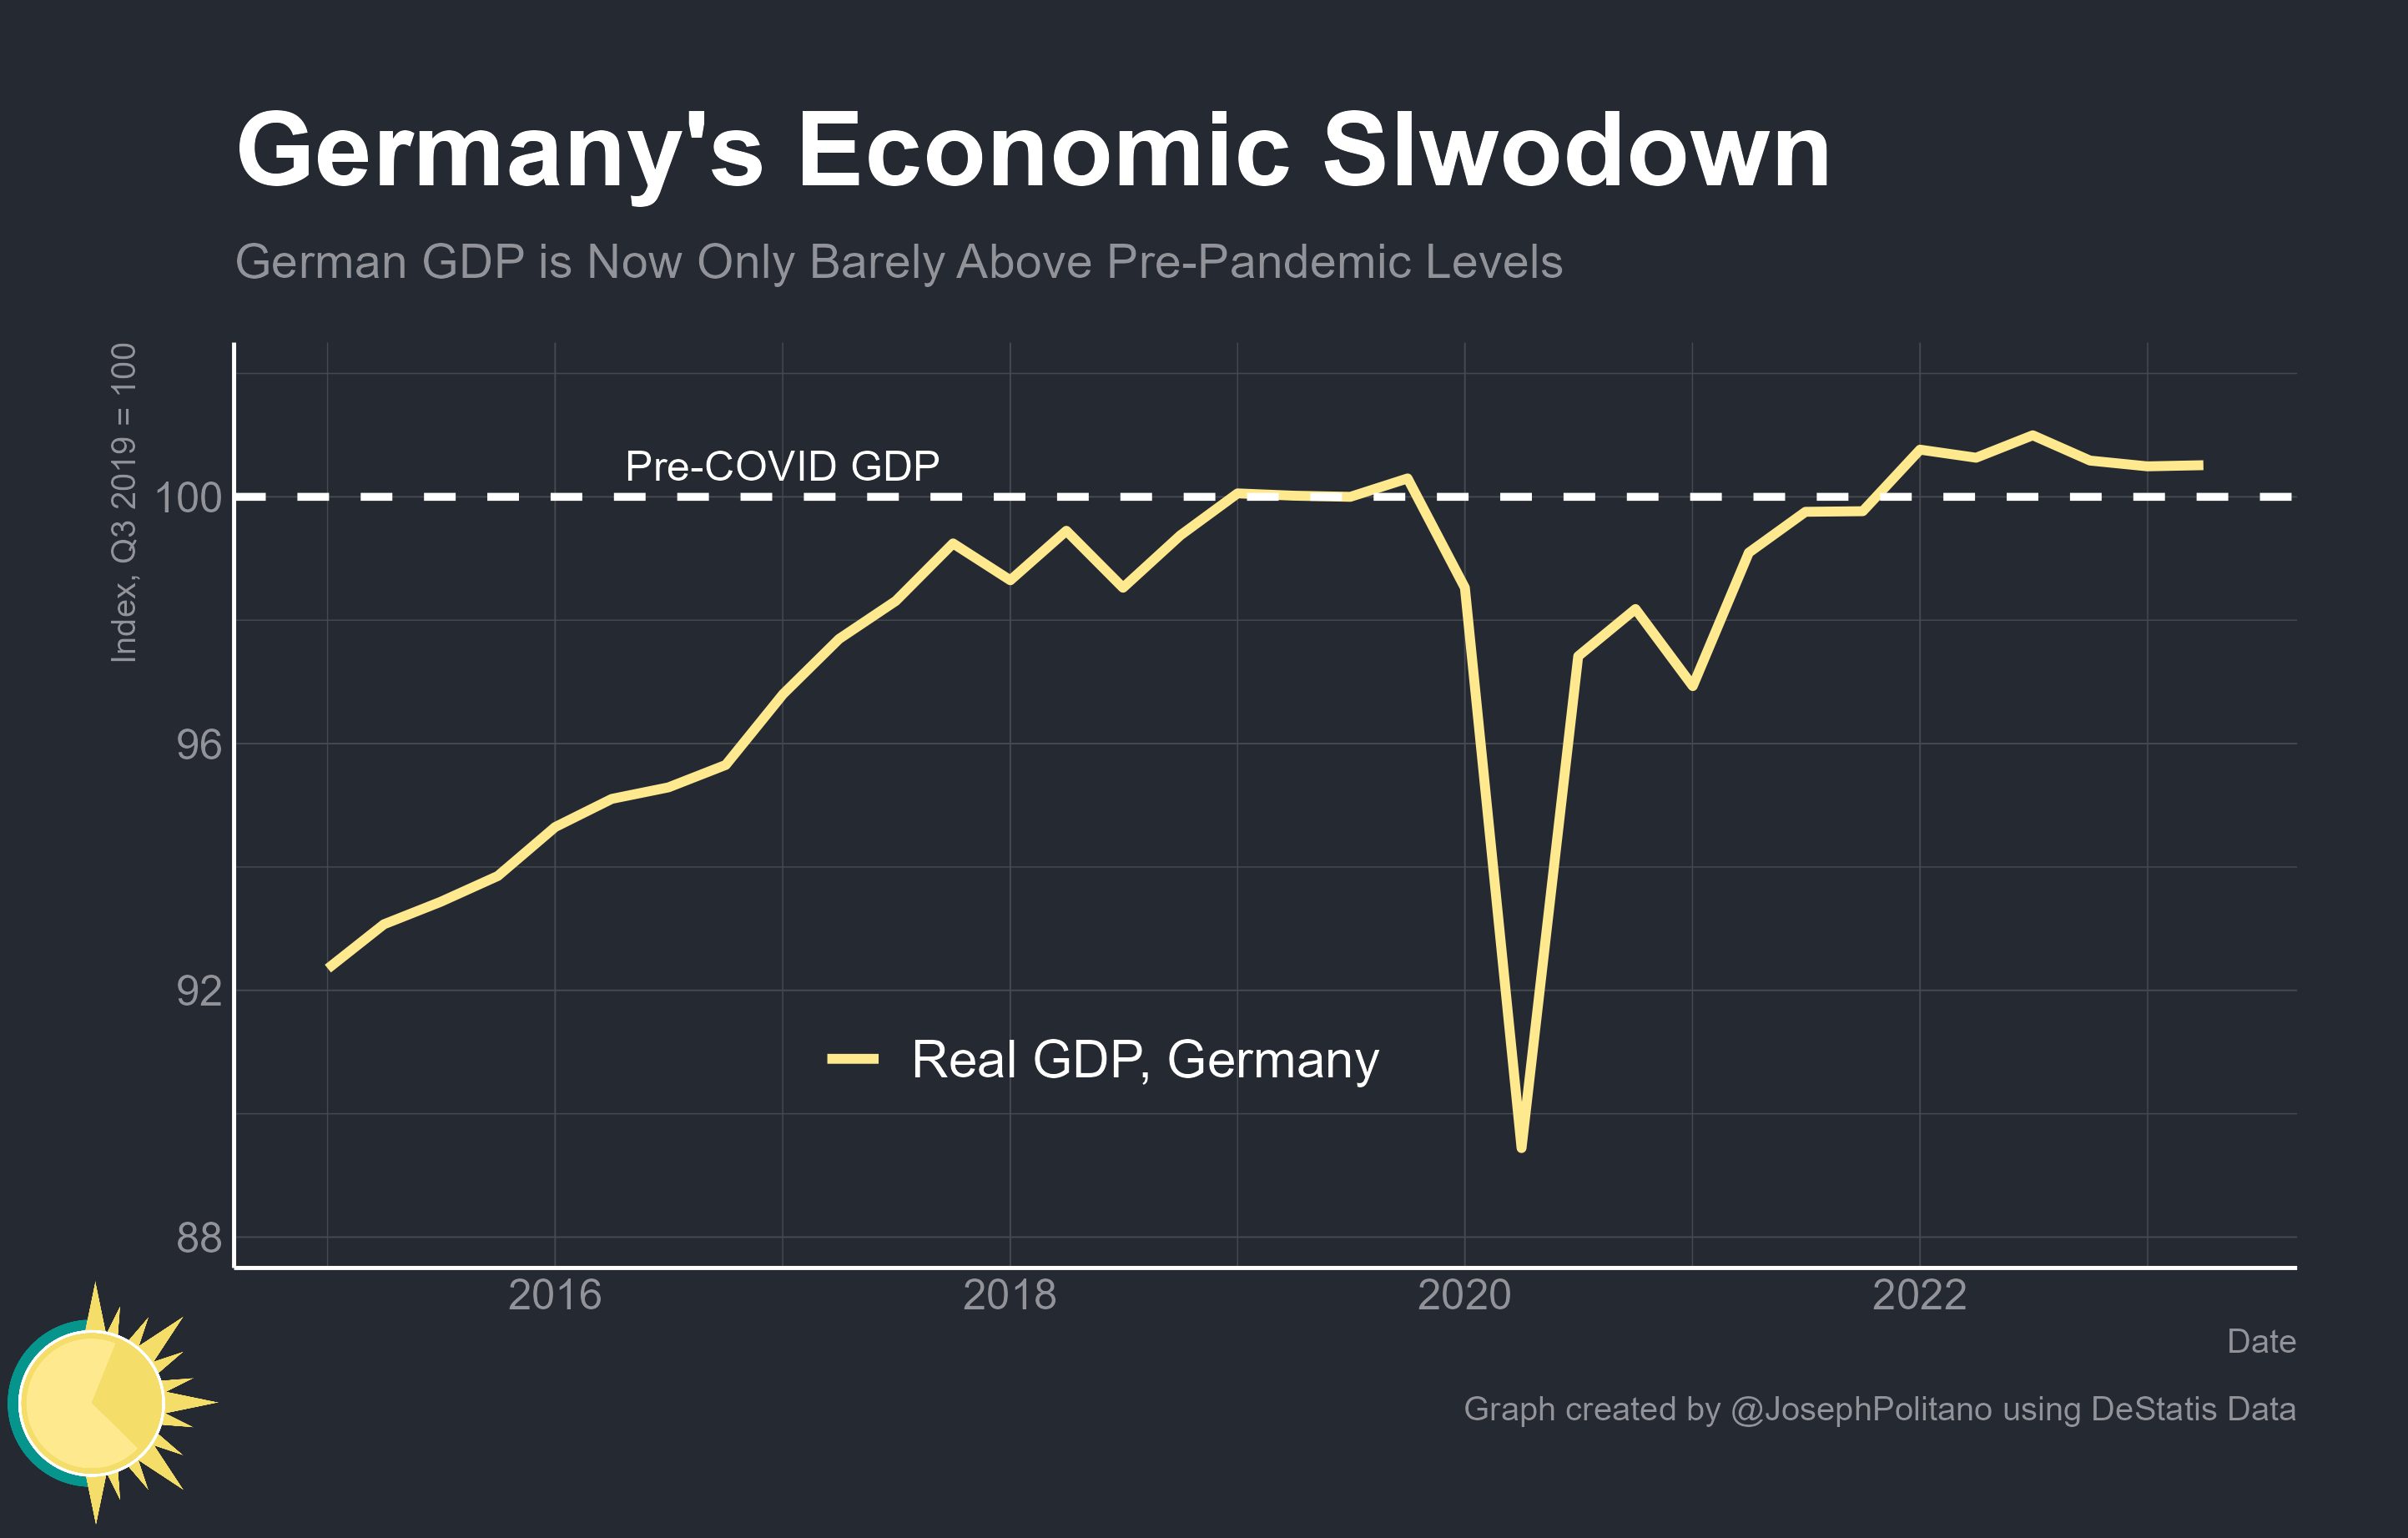 Germany's Economic Slwodown
German GDP is Now Only Barely Above Pre-Pandemic Levels
Index, Q3 2019 = 100
Pre-COVID GDP
100
96
92
88
Real GDP, Germany
2016 2018 2020 2022
Date
Graph created by @JosephPolitano using DeStatis Data